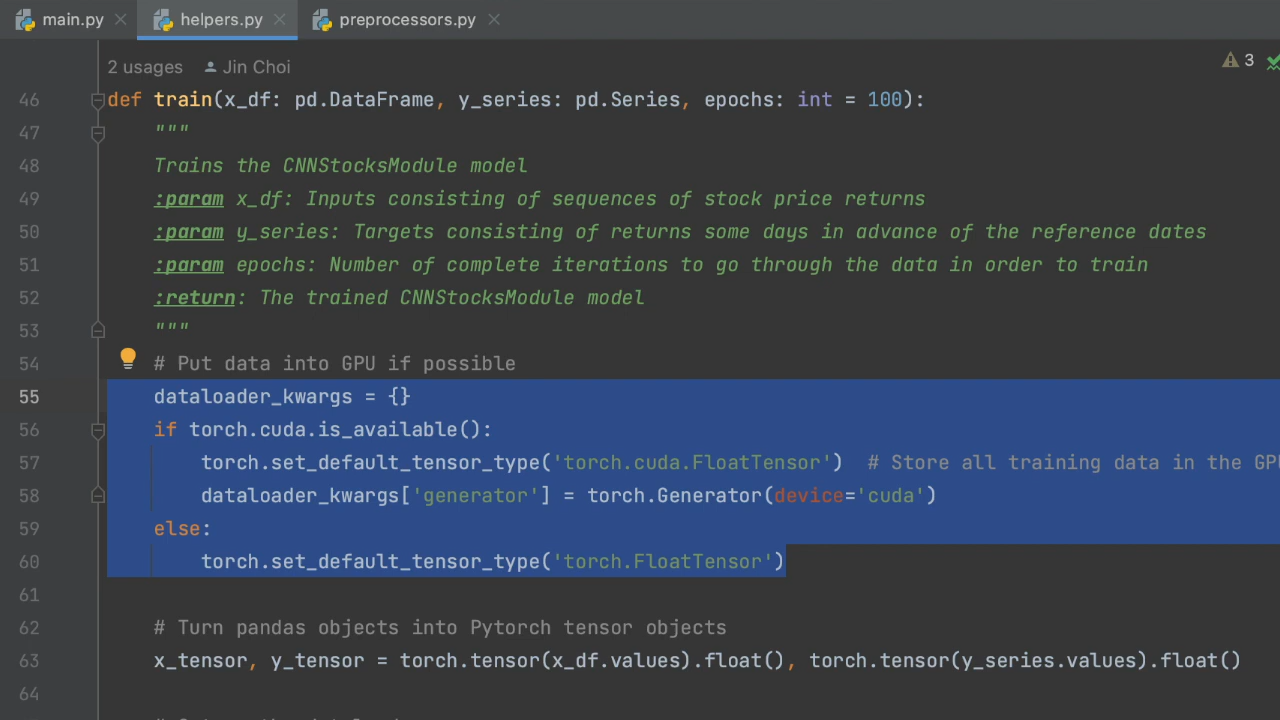 main.py helpers.py preprocessors.py
2 usages Jin Choi 3
46 def train(x_df: pd.DataFrame, y_series: pd.Series, epochs: int = 100):
47 """
48 Trains the CNNStocksModule model
49 :param x_df: Inputs consisting of sequences of stock price returns
50 :param y_series: Targets consisting of returns some days in advance of the reference dates
51 :param epochs: Number of complete iterations to go through the data in order to train
52 :return: The trained CNNStocksModule model
53 """
54 # Put data into GPU if possible
55 dataloader_kwargs = {}
56 if torch.cuda.is_available():
57 torch.set_default_tensor_type('torch.cuda.FloatTensor') # Store all training data in the GP
58 dataloader_kwargs['generator'] = torch.Generator(device='cuda')
59 else:
60 torch.set_default_tensor_type('torch.FloatTensor')
61
62 # Turn pandas objects into Pytorch tensor objects
63 x_tensor, y_tensor = torch.tensor(x_df.values).float(), torch.tensor(y_series.values).float()
64